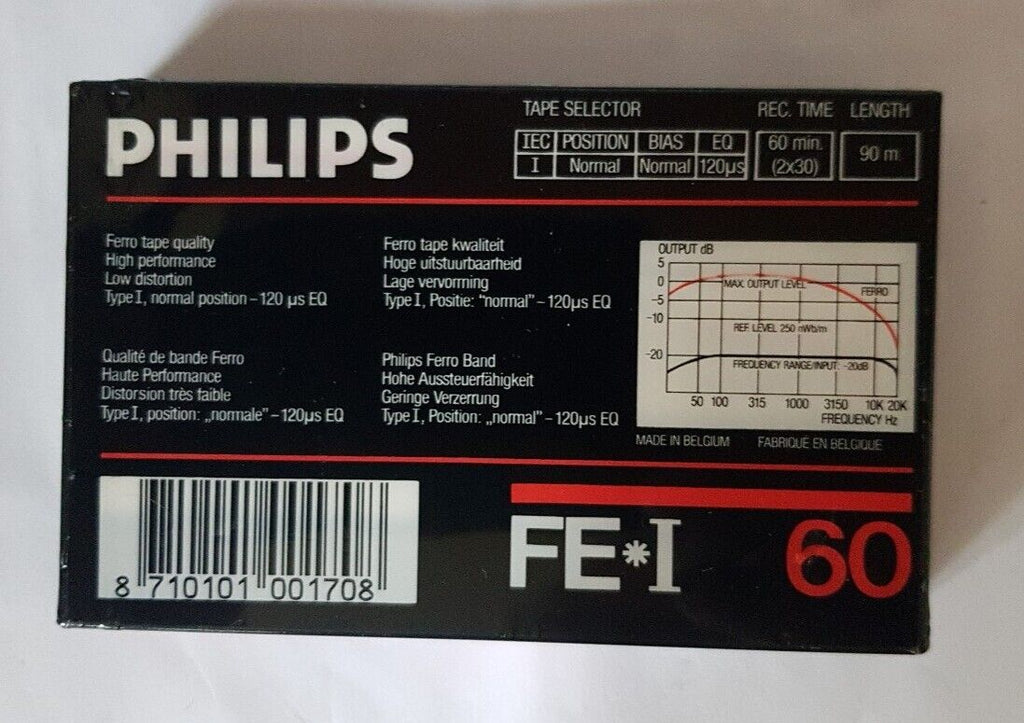 PHILIPS
TAPE SELECTOR
IEC POSITION BIAS EQ
I Normal Normal 120µs
REC. TIME
60 min.
(2x30)
LENGTH
90 m.
Ferro tape quality
High performance
Low distortion
Type I, normal position – 120 µs EQ
Ferro tape kwaliteit
Hoge uitstuurbaarheid
Lage vervorming
Type I, Positie: “normal” – 120µs EQ
Qualité de bande Ferro
Haute Performance
Distorsion très faible
Type I, position: „normale” – 120µs EQ
Philips Ferro Band
Hohe Aussteuerfähigkeit
Geringe Verzerrung
Type I, Position: „normal” – 120µs EQ
OUTPUT dB
5
0
-5
-10
-20
MAX. OUTPUT LEVEL
FERRO
REF. LEVEL 250 nWb/m
FREQUENCY RANGE/INPUT: -20dB
50 100 315 1000 3150 10K 20K
FREQUENCY Hz
MADE IN BELGIUM FABRIQUÉ EN BELGIQUE
8 710101 001708
FE*I 60